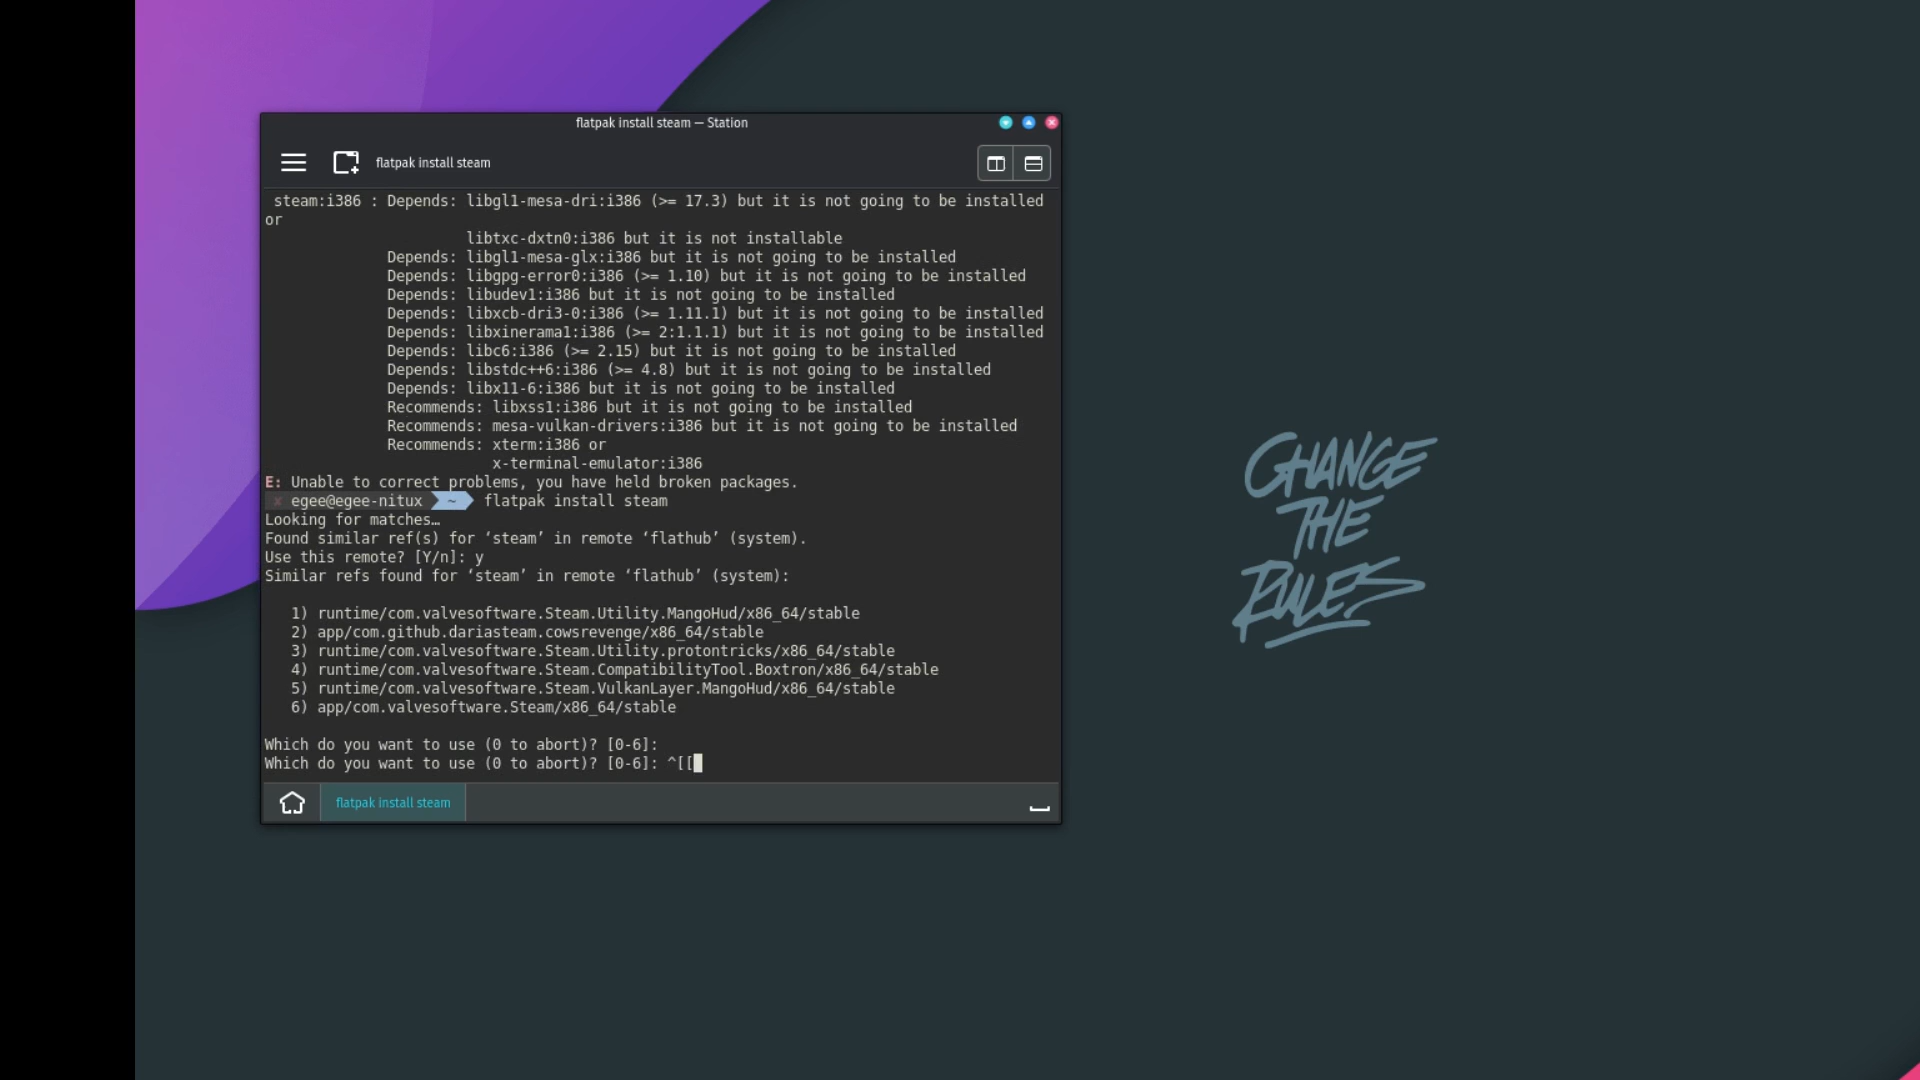 flatpak install steam — Station
flatpak install steam
steam:i386 : Depends: libgl1-mesa-dri:i386 (>= 17.3) but it is not going to be installed
or
libtxc-dxtn0:i386 but it is not installable
Depends: libgl1-mesa-glx:i386 but it is not going to be installed
Depends: libgpg-error0:i386 (>= 1.10) but it is not going to be installed
Depends: libudev1:i386 but it is not going to be installed
Depends: libxcb-dri3-0:i386 (>= 1.11.1) but it is not going to be installed
Depends: libxinerama1:i386 (>= 2:1.1.1) but it is not going to be installed
Depends: libc6:i386 (>= 2.15) but it is not going to be installed
Depends: libstdc++6:i386 (>= 4.8) but it is not going to be installed
Depends: libx11-6:i386 but it is not going to be installed
Recommends: libxss1:i386 but it is not going to be installed
Recommends: mesa-vulkan-drivers:i386 but it is not going to be installed
Recommends: xterm:i386 or
x-terminal-emulator:i386
E: Unable to correct problems, you have held broken packages.
✘ egee@egee-nitux ~ flatpak install steam
Looking for matches…
Found similar ref(s) for ‘steam’ in remote ‘flathub’ (system).
Use this remote? [Y/n]: y
Similar refs found for ‘steam’ in remote ‘flathub’ (system):
1) runtime/com.valvesoftware.Steam.Utility.MangoHud/x86_64/stable
2) app/com.github.dariasteam.cowsrevenge/x86_64/stable
3) runtime/com.valvesoftware.Steam.Utility.protontricks/x86_64/stable
4) runtime/com.valvesoftware.Steam.CompatibilityTool.Boxtron/x86_64/stable
5) runtime/com.valvesoftware.Steam.VulkanLayer.MangoHud/x86_64/stable
6) app/com.valvesoftware.Steam/x86_64/stable
Which do you want to use (0 to abort)? [0-6]:
Which do you want to use (0 to abort)? [0-6]: ^[[
flatpak install steam
CHANGE
THE
RULES